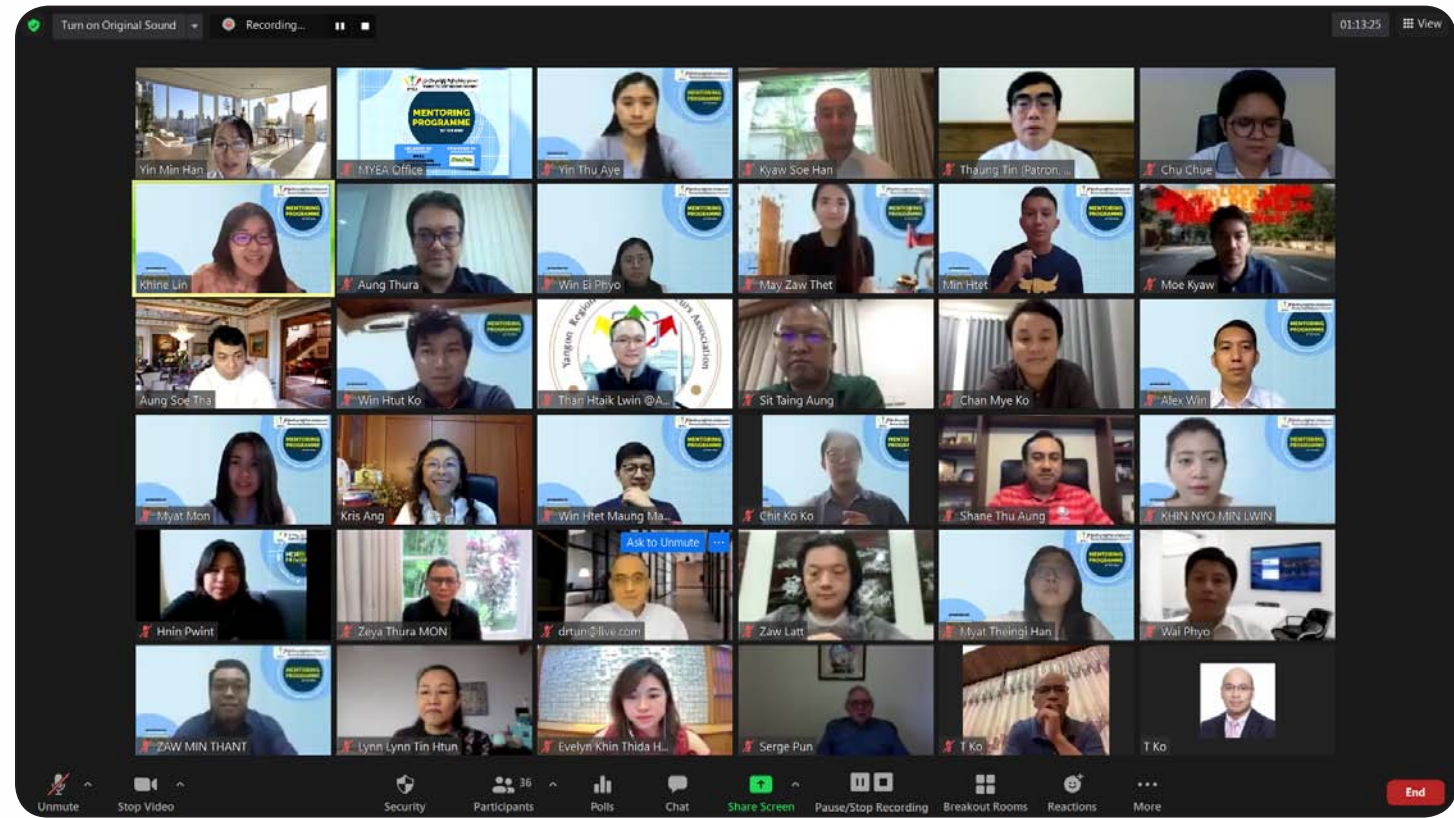 Turn on Original Sound
Recording...
01:13:25
View
Yin Min Han
MENTORING
PROGRAMME
MYEA Office
Yin Thu Aye
Kyaw Soe Han
Thaung Tin (Patron, ...
Chu Chue
Khine Lin
Aung Thura
Win Ei Phyo
May Zaw Thet
Min Htet
Moe Kyaw
Aung Soe Tha
Win Htut Ko
Than Htaik Lwin @A...
Sit Taing Aung
Chan Mye Ko
Alex Win
Myat Mon
Kris Ang
Win Htet Maung Ma...
Chit Ko Ko
Shane Thu Aung
KHIN NYO MIN LWIN
Ask to Unmute
Hnin Pwint
Zeya Thura MON
drtun@live.com
Zaw Latt
Myat Theingi Han
Wai Phyo
ZAW MIN THANT
Lynn Lynn Tin Htun
Evelyn Khin Thida H...
Serge Pun
T Ko
T Ko
Unmute
Stop Video
Security
36
Participants
Polls
Chat
Share Screen
Pause/Stop Recording
Breakout Rooms
Reactions
More
End